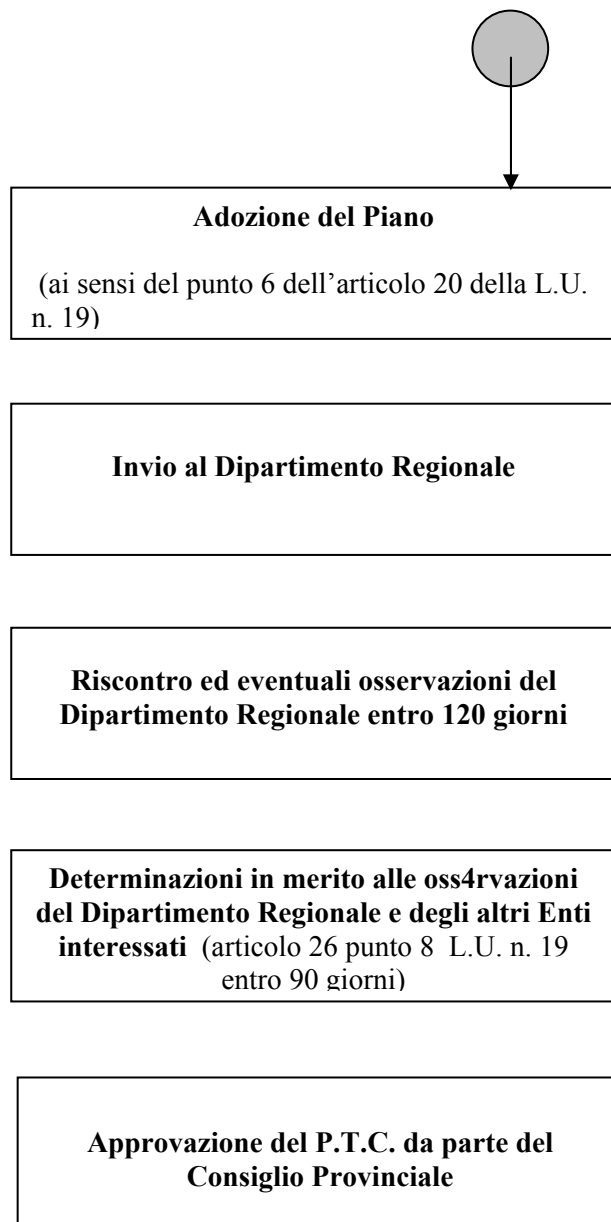 Adozione del Piano
(ai sensi del punto 6 dell’articolo 20 della L.U.
n. 19)
Invio al Dipartimento Regionale
Riscontro ed eventuali osservazioni del
Dipartimento Regionale entro 120 giorni
Determinazioni in merito alle oss4rvazioni
del Dipartimento Regionale e degli altri Enti
interessati (articolo 26 punto 8 L.U. n. 19
entro 90 giorni)
Approvazione del P.T.C. da parte del
Consiglio Provinciale